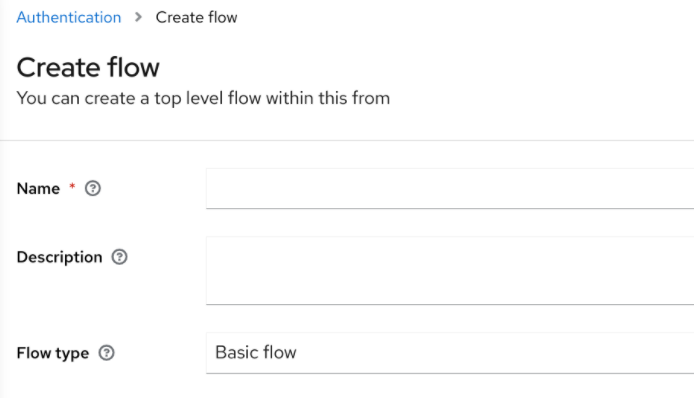 Authentication > Create flow
Create flow
You can create a top level flow within this from
Name *
Description
Flow type Basic flow